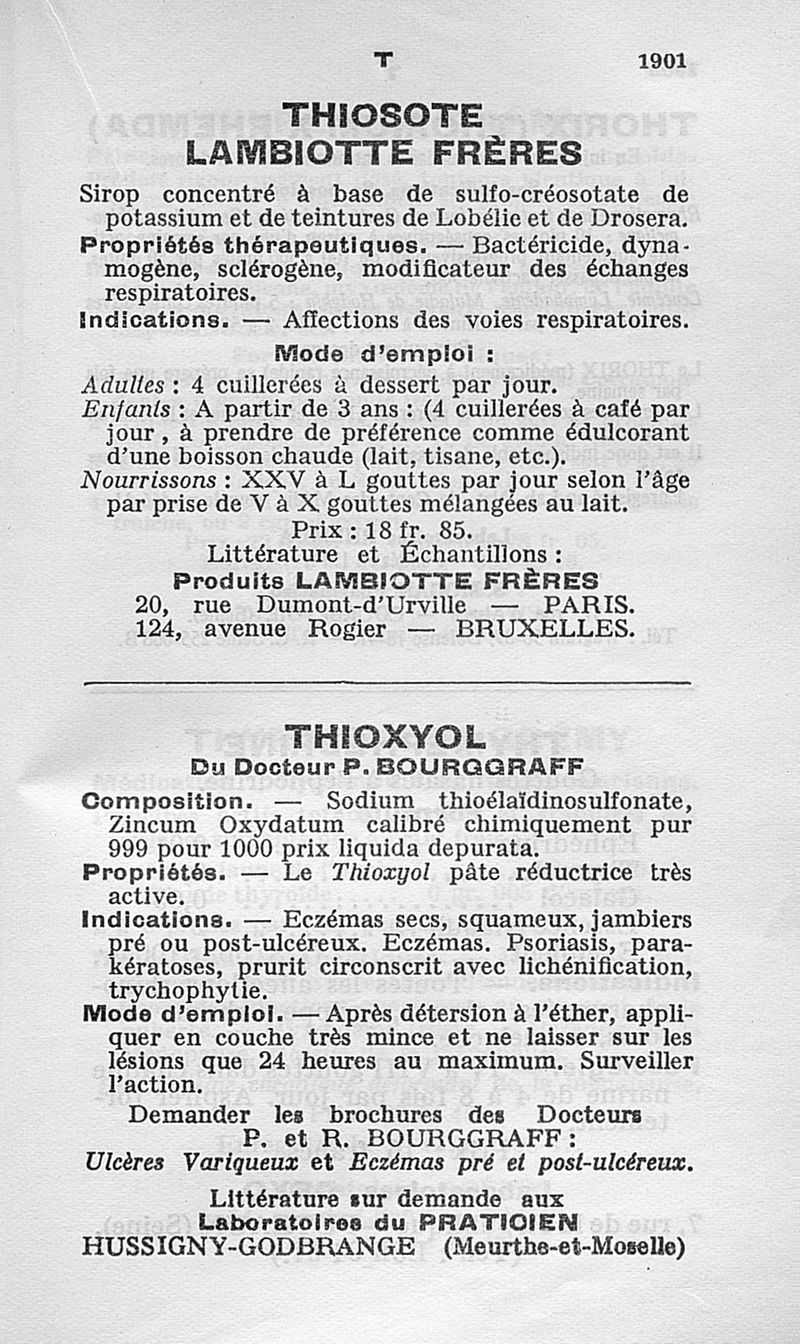 T 1901
THIOSOTE
LAMBIOTTE FRÈRES
Sirop concentré à base de sulfo-créosotate de
potassium et de teintures de Lobélie et de Drosera.
Propriétés thérapeutiques. — Bactéricide, dyna-
mogène, sclérogène, modificateur des échanges
respiratoires.
Indications. — Affections des voies respiratoires.
Mode d'emploi :
Adultes : 4 cuillerées à dessert par jour.
Enfants : A partir de 3 ans : (4 cuillerées à café par
jour, à prendre de préférence comme édulcorant
d'une boisson chaude (lait, tisane, etc.).
Nourrissons : XXV à L gouttes par jour selon l'âge
par prise de V à X gouttes mélangées au lait.
Prix : 18 fr. 85.
Littérature et Échantillons :
Produits LAMBIOTTE FRÈRES
20, rue Dumont-d'Urville — PARIS.
124, avenue Rogier — BRUXELLES.
THIOXYOL
Du Docteur P. BOURGGRAFF
Composition. — Sodium thioélaïdinosulfonate,
Zincum Oxydatum calibré chimiquement pur
999 pour 1000 prix liquida depurata.
Propriétés. — Le Thioxyol pâte réductrice très
active.
Indications. — Eczémas secs, squameux, jambiers
pré ou post-ulcéreux. Eczémas. Psoriasis, para-
kératoses, prurit circonscrit avec lichénification,
trychophytie.
Mode d'emploi. — Après détersion à l'éther, appli-
quer en couche très mince et ne laisser sur les
lésions que 24 heures au maximum. Surveiller
l'action.
Demander les brochures des Docteurs
P. et R. BOURGGRAFF :
Ulcères Variqueux et Eczémas pré et post-ulcéreux.
Littérature sur demande aux
Laboratoires du PRATICIEN
HUSSIGNY-GODBRANGE (Meurthe-et-Moselle)